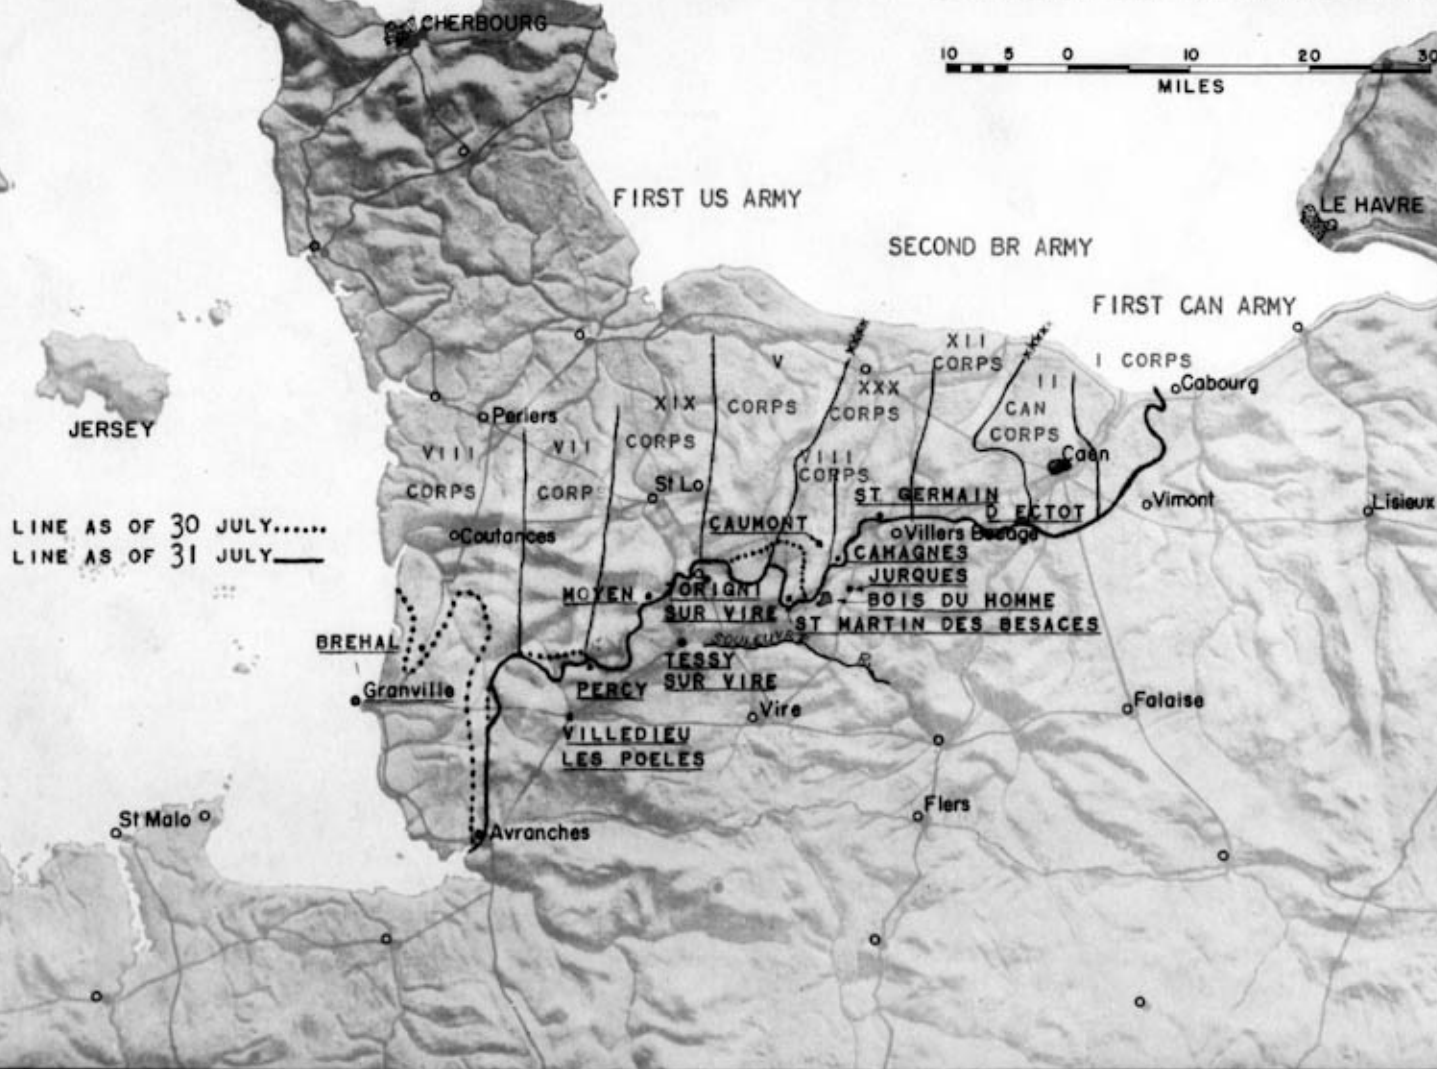 CHERBOURG
10 5 0 10 20 30
MILES
FIRST US ARMY
LE HAVRE
SECOND BR ARMY
FIRST CAN ARMY
XII
CORPS
I CORPS
V
CORPS
XXX
CORPS
II
CAN
CORPS
Cabourg
JERSEY
Periers
XIX
CORPS
VIII
CORPS
VII
CORP
VIII
CORPS
Caen
St Lo
ST GERMAIN
D ECTOT
Vimont
Lisieux
LINE AS OF 30 JULY......
LINE AS OF 31 JULY
Coutances
CAUMONT
Villers Bocage
CAMAGNES
JURQUES
BOIS DU HOMME
ST MARTIN DES BESACES
MOYEN
TORIGNI
SUR VIRE
SOULEUVRE
R
BREHAL
TESSY
SUR VIRE
PERCY
Granville
Vire
Falaise
VILLEDIEU
LES POELES
Flers
St Malo
Avranches